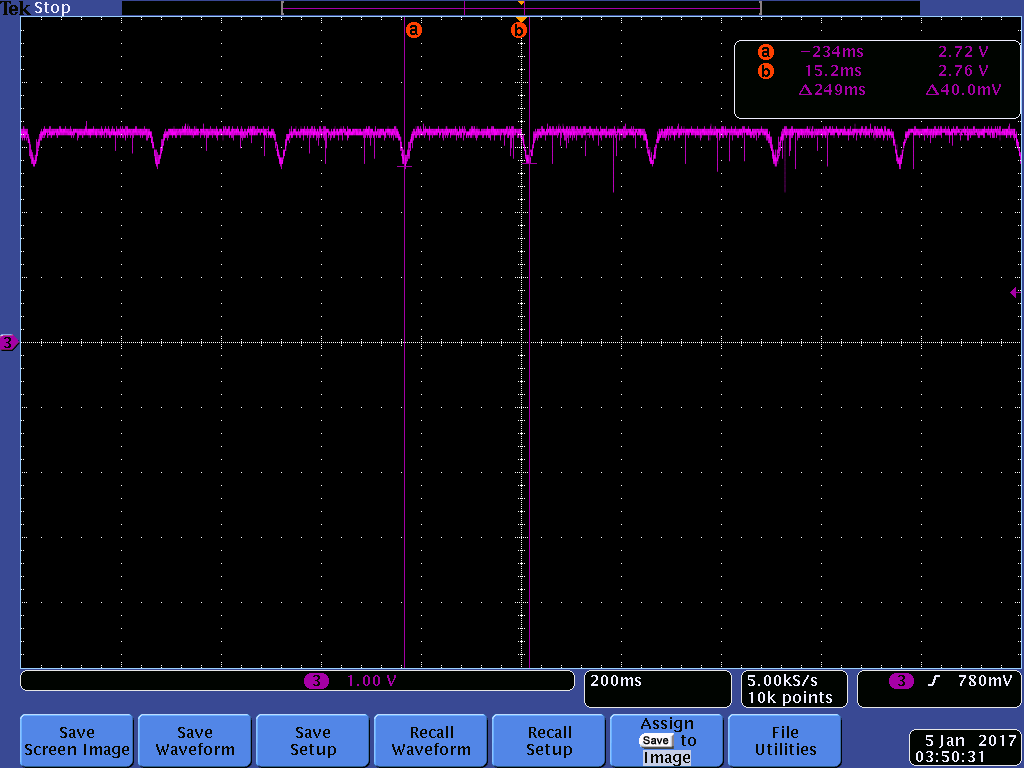 Tek Stop
a b
a −234ms 2.72 V
b 15.2ms 2.76 V
Δ249ms Δ40.0mV
3
3 1.00 V
200ms
5.00kS/s
10k points
3 780mV
Save
Screen Image
Save
Waveform
Save
Setup
Recall
Waveform
Recall
Setup
Assign
Save to
Image
File
Utilities
5 Jan 2017
03:50:31